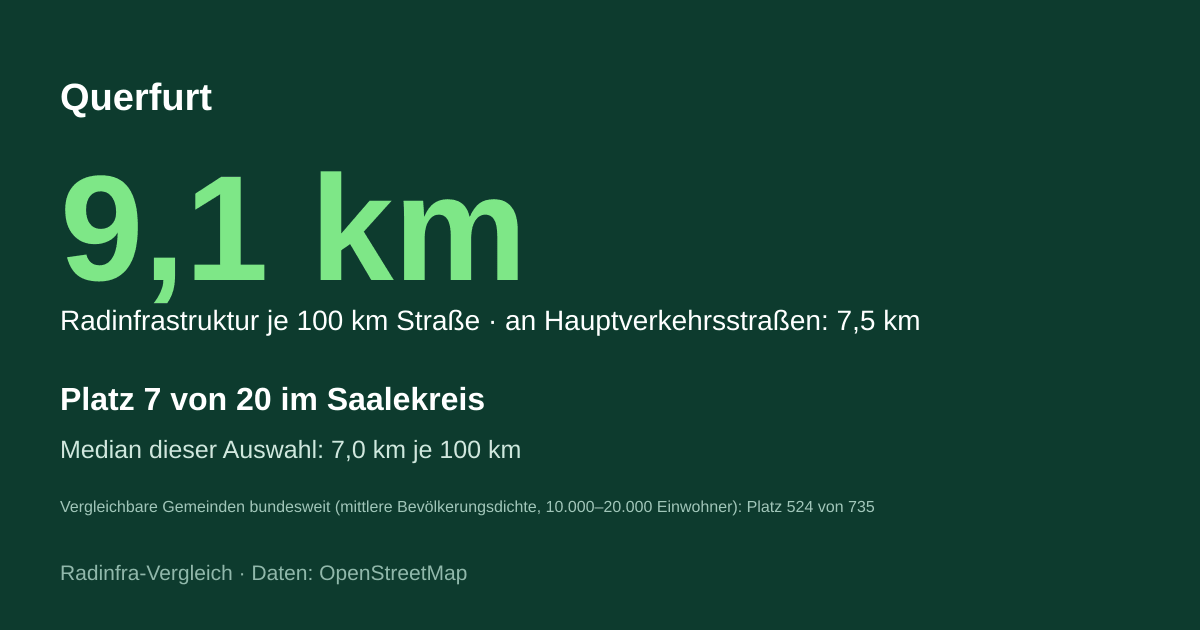 Querfurt
9,1 km
Radinfrastruktur je 100 km Straße · an Hauptverkehrsstraßen: 7,5 km
Platz 7 von 20 im Saalekreis
Median dieser Auswahl: 7,0 km je 100 km
Vergleichbare Gemeinden bundesweit (mittlere Bevölkerungsdichte, 10.000–20.000 Einwohner): Platz 524 von 735
Radinfra-Vergleich · Daten: OpenStreetMap